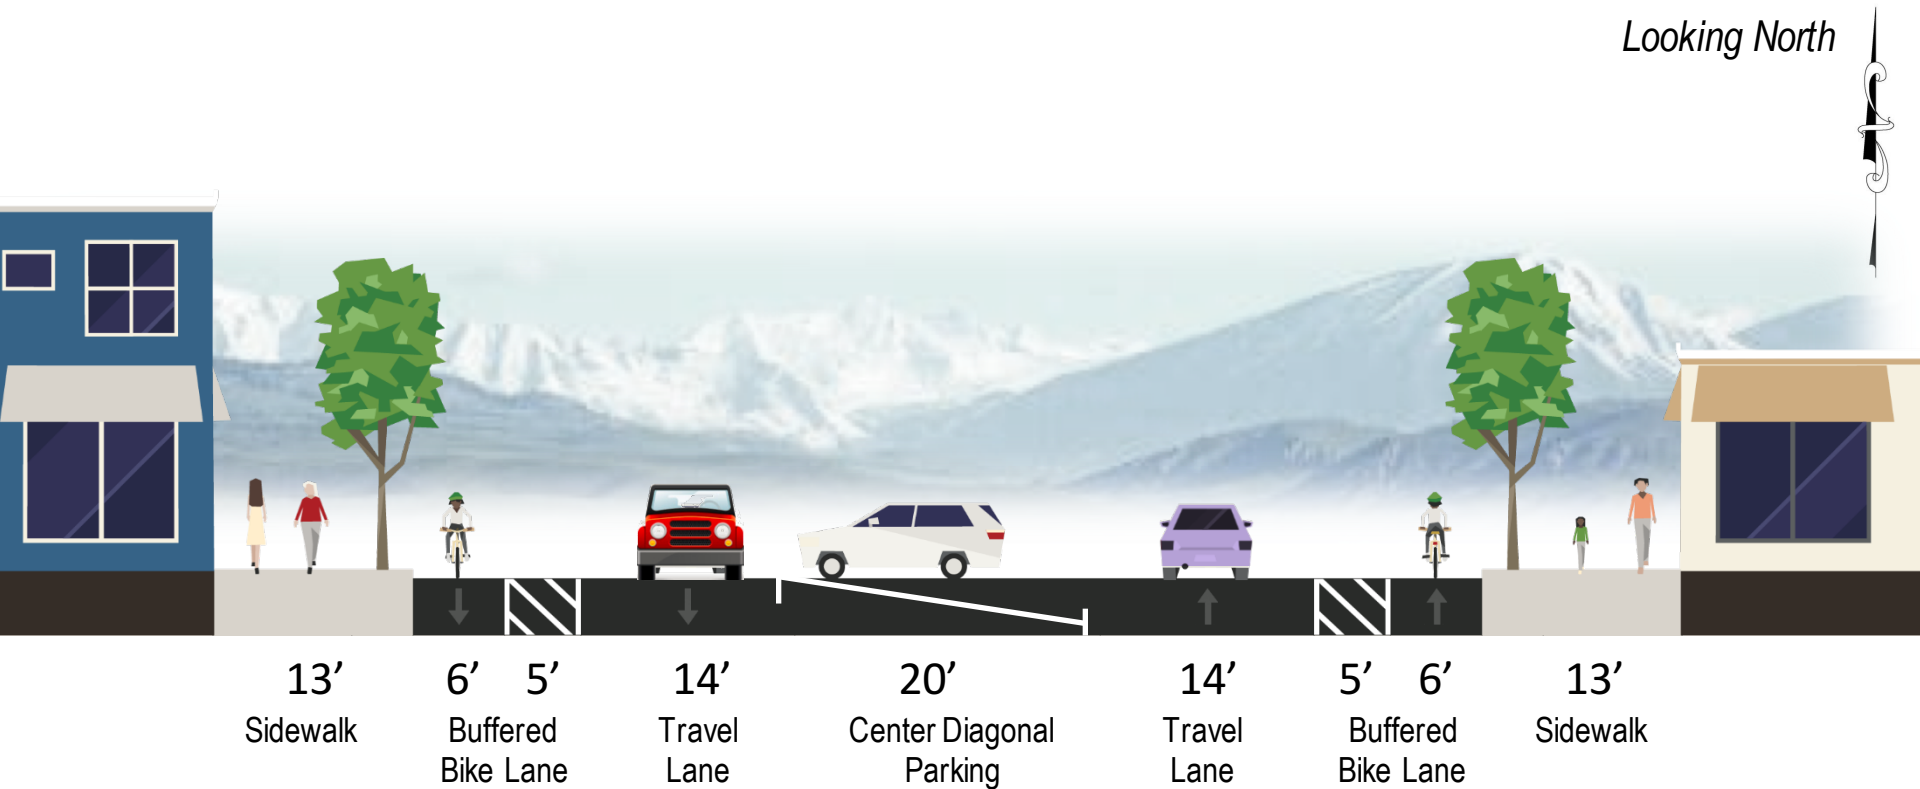 Looking North
13’ 6’ 5’ 14’ 20’ 14’ 5’ 6’ 13’
Sidewalk Buffered Travel Center Diagonal Travel Buffered Sidewalk
Bike Lane Lane Parking Lane Bike Lane